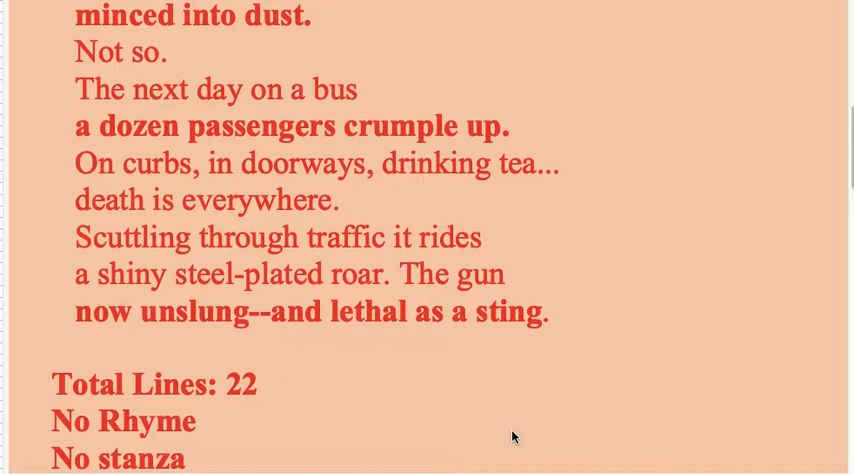 minced into dust.
Not so.
The next day on a bus
a dozen passengers crumple up.
On curbs, in doorways, drinking tea...
death is everywhere.
Scuttling through traffic it rides
a shiny steel-plated roar. The gun
now unslung--and lethal as a sting.
Total Lines: 22
No Rhyme
No stanza